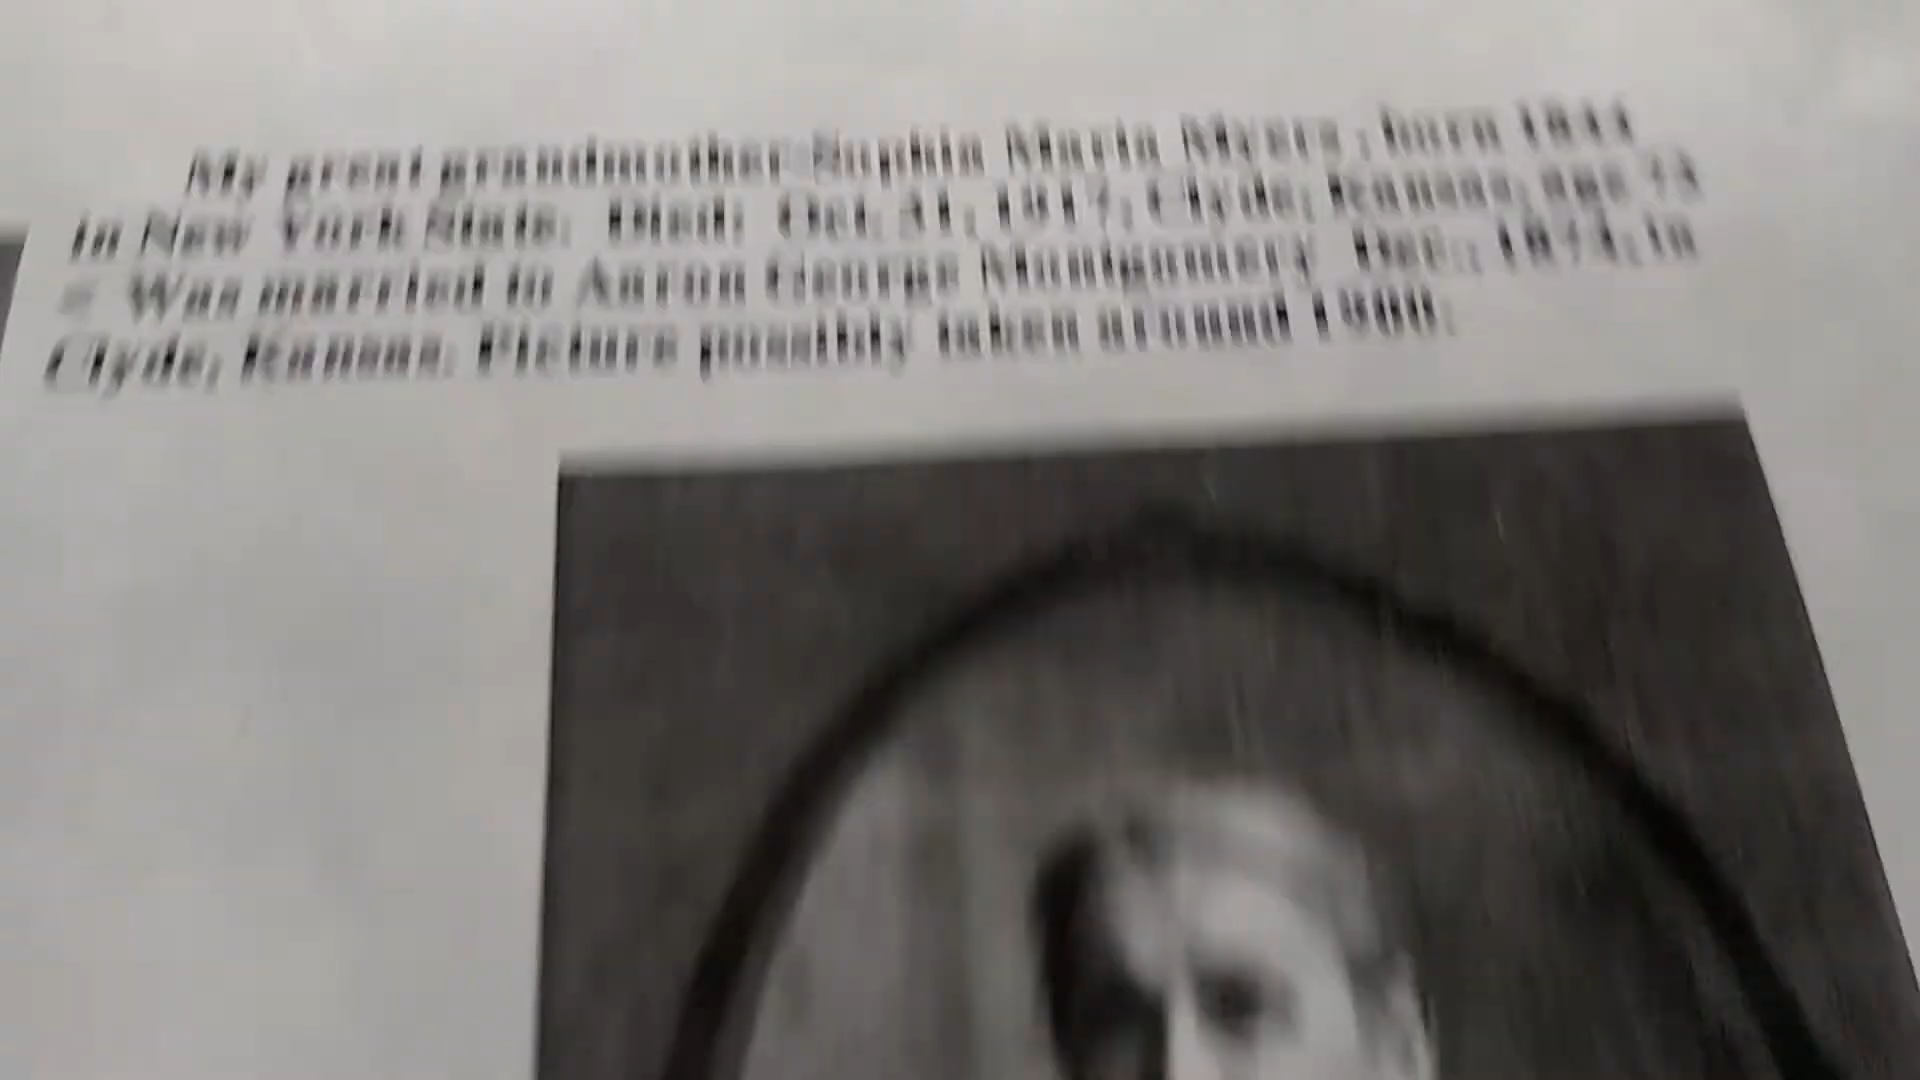 My great grandmother Sophia Maria Myers, born 1844
in New York State. Died: Oct. 31, 1917, Clyde, Kansas, age 73
. Was married to Aaron George Montgomery Dec., 1874, in
Clyde, Kansas. Picture possibly taken around 1900.